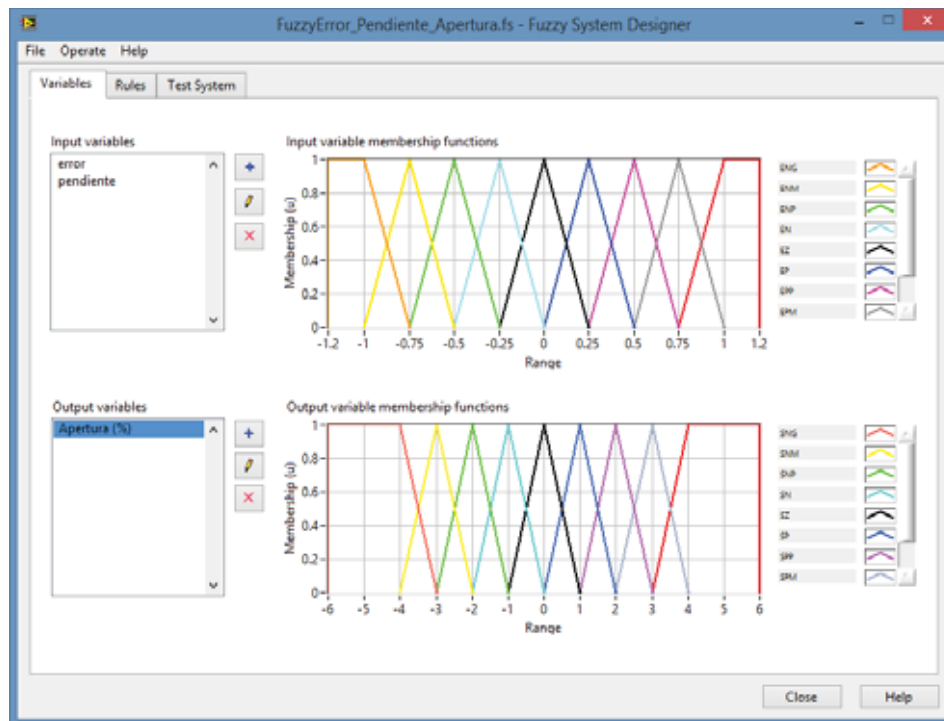 FuzzyError_Pendiente_Apertura.fs - Fuzzy System Designer
File Operate Help
Variables Rules Test System
Input variables
error
pendiente
Input variable membership functions
Membership (u)
1
0.8
0.6
0.4
0.2
0
-1.2 -1 -0.75 -0.5 -0.25 0 0.25 0.5 0.75 1 1.2
Range
ENG
ENM
ENP
EN
EZ
EP
EPP
EPM
Output variables
Apertura (%)
Output variable membership functions
Membership (u)
1
0.8
0.6
0.4
0.2
0
-6 -5 -4 -3 -2 -1 0 1 2 3 4 5 6
Range
SNG
SNM
SNP
SN
SZ
SP
SPP
SPM
Close Help